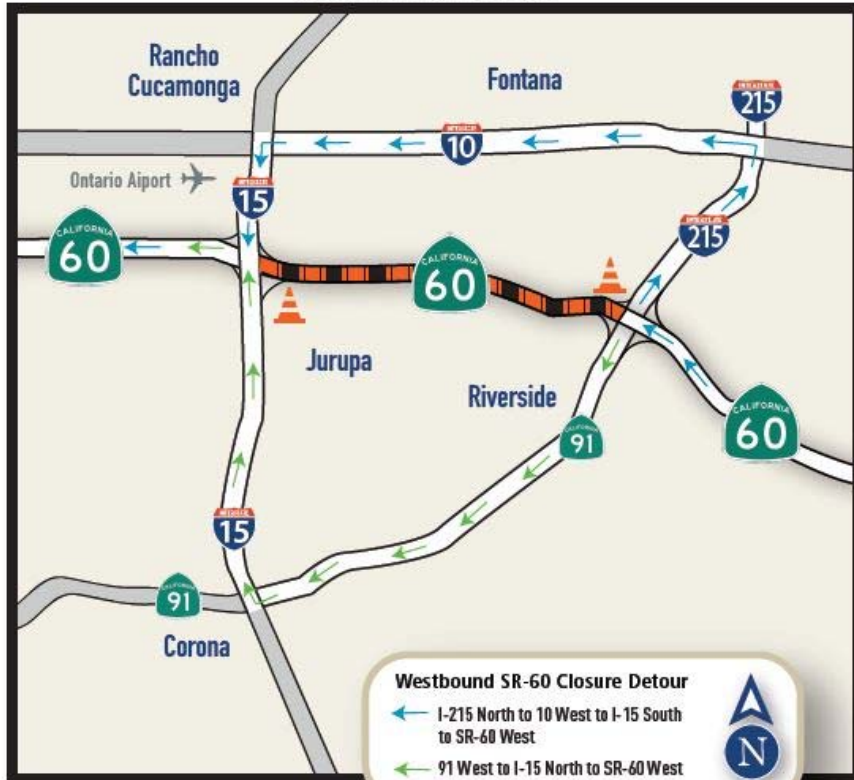 Rancho
Cucamonga
Fontana
215
10
Ontario Aiport
15
215
CALIFORNIA
60
CALIFORNIA
60
Jurupa
Riverside
CALIFORNIA
60
CALIFORNIA
91
15
CALIFORNIA
91
Corona
Westbound SR-60 Closure Detour
I-215 North to 10 West to I-15 South
to SR-60 West
91 West to I-15 North to SR-60 West
N